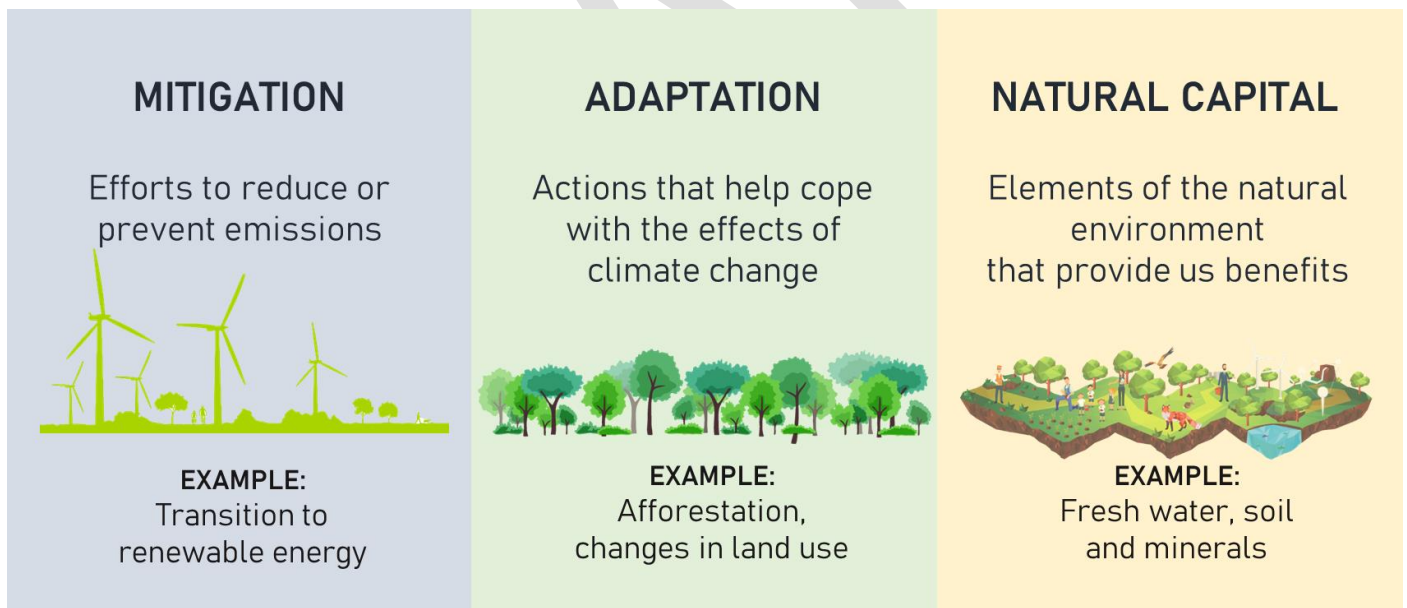 MITIGATION
Efforts to reduce or
prevent emissions
EXAMPLE:
Transition to
renewable energy
ADAPTATION
Actions that help cope
with the effects of
climate change
EXAMPLE:
Afforestation,
changes in land use
NATURAL CAPITAL
Elements of the natural
environment
that provide us benefits
EXAMPLE:
Fresh water, soil
and minerals